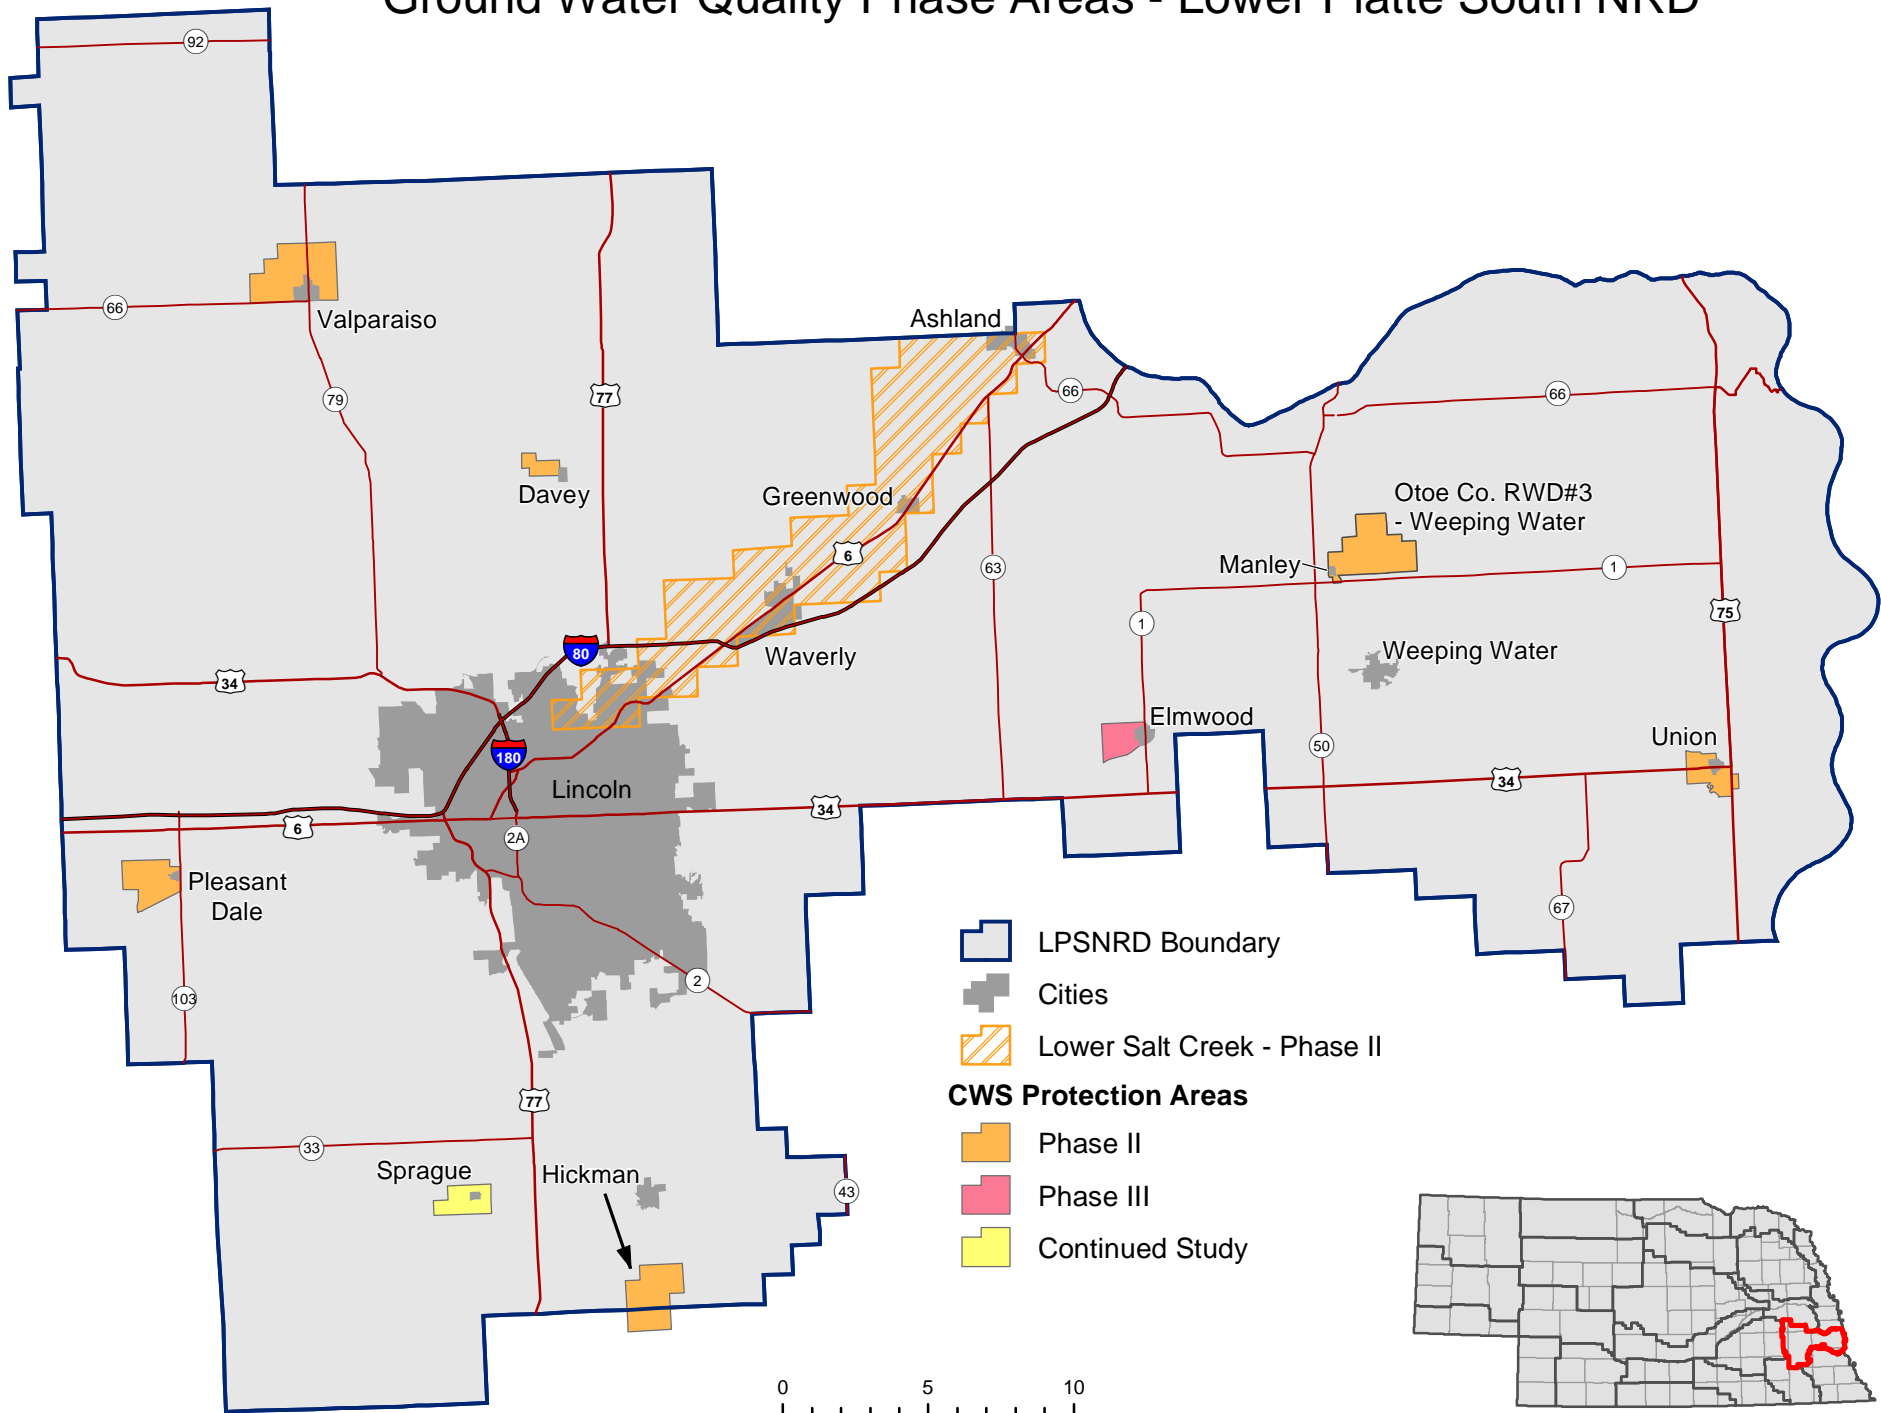 Ground Water Quality Phase Areas - Lower Platte South NRD
92
66
Valparaiso
79
77
Davey
Ashland
66
66
Greenwood
6
63
Otoe Co. RWD#3
- Weeping Water
Manley
1
1
75
80
Waverly
Weeping Water
34
180
Elmwood
50
Union
Lincoln
34
34
6
2A
Pleasant
Dale
67
103
2
LPSNRD Boundary
Cities
Lower Salt Creek - Phase II
CWS Protection Areas
Phase II
Phase III
Continued Study
77
33
Sprague
Hickman
43
0
5
10